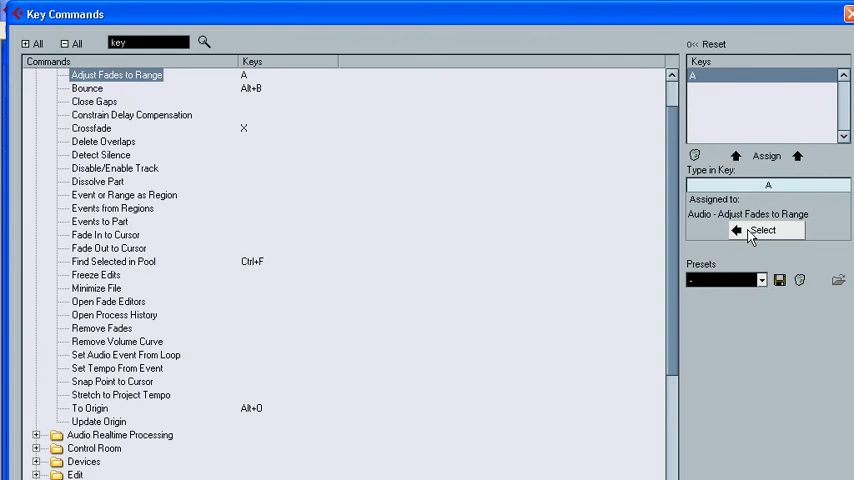 Key Commands
All
All
key
0<< Reset
Commands
Keys
Keys
Adjust Fades to Range
A
A
Bounce
Alt+B
Close Gaps
Constrain Delay Compensation
Crossfade
X
Delete Overlaps
Detect Silence
Assign
Disable/Enable Track
Type in Key:
Dissolve Part
A
Event or Range as Region
Assigned to:
Events from Regions
Audio - Adjust Fades to Range
Events to Part
Select
Fade In to Cursor
Fade Out to Cursor
Find Selected in Pool
Ctrl+F
Presets
Freeze Edits
-
Minimize File
Open Fade Editors
Open Process History
Remove Fades
Remove Volume Curve
Set Audio Event From Loop
Set Tempo From Event
Snap Point to Cursor
Stretch to Project Tempo
To Origin
Alt+O
Update Origin
Audio Realtime Processing
Control Room
Devices
Edit